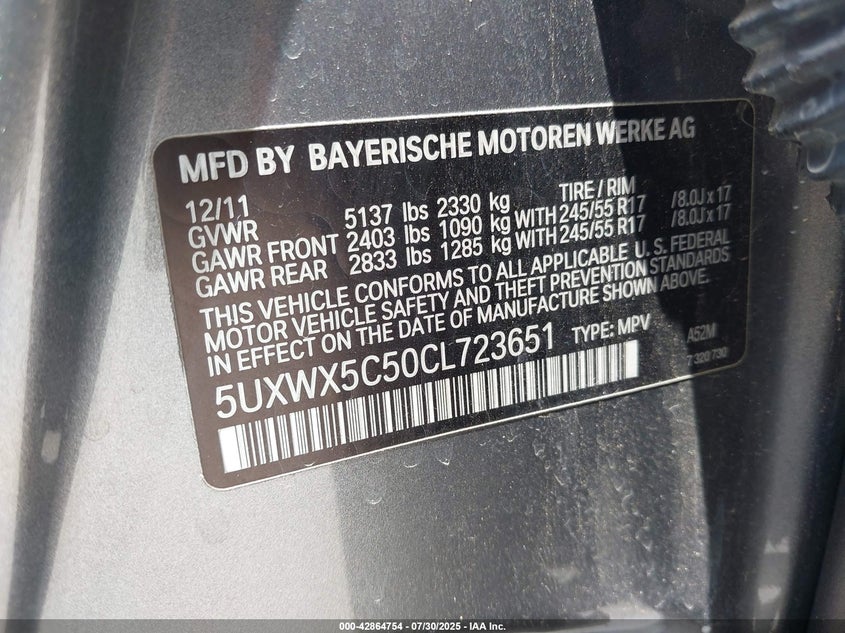 MFD BY BAYERISCHE MOTOREN WERKE AG
12/11 TIRE / RIM
GVWR 5137 lbs 2330 kg
GAWR FRONT 2403 lbs 1090 kg WITH 245/55 R17 /8.0J x 17
GAWR REAR 2833 lbs 1285 kg WITH 245/55 R17 /8.0J x 17
THIS VEHICLE CONFORMS TO ALL APPLICABLE U.S. FEDERAL
MOTOR VEHICLE SAFETY AND THEFT PREVENTION STANDARDS
IN EFFECT ON THE DATE OF MANUFACTURE SHOWN ABOVE.
5UXWX5C50CL723651 TYPE: MPV A52M
7 320 730
000-42864754 - 07/30/2025 - IAA Inc.